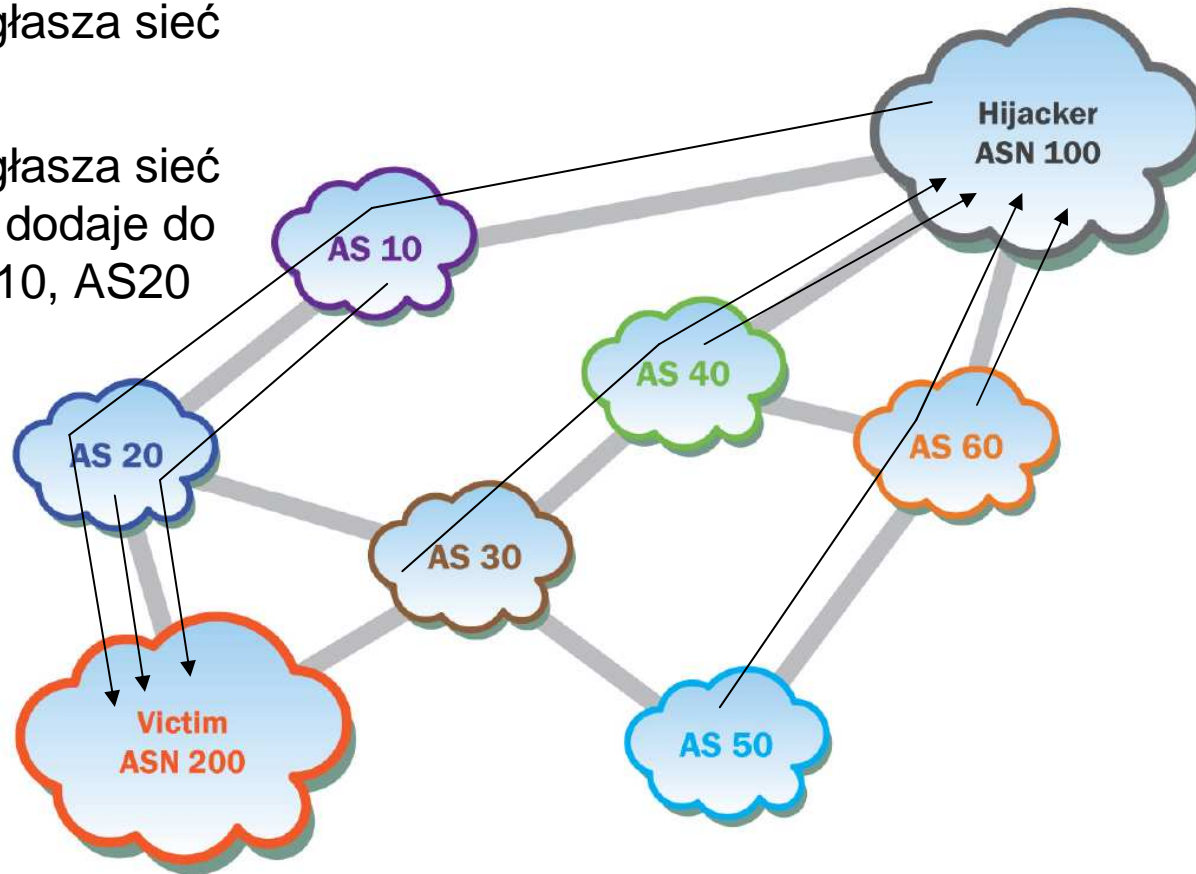 głasza sieć
głasza sieć
dodaje do
10, AS20
Hijacker
ASN 100
AS 10
AS 40
AS 20
AS 60
AS 30
Victim
ASN 200
AS 50